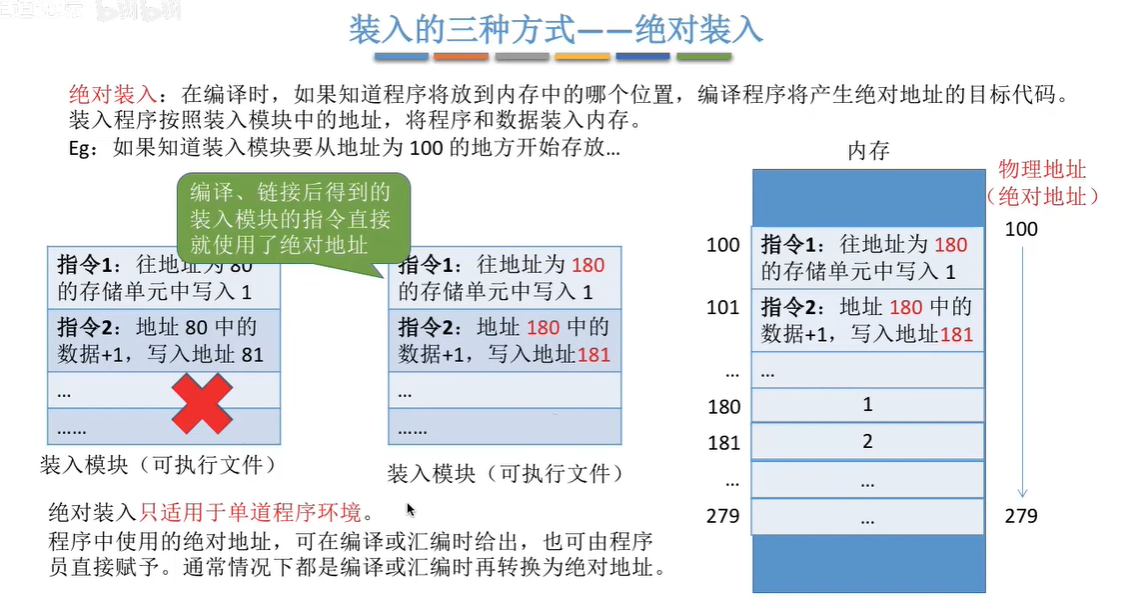 装入的三种方式——绝对装入
绝对装入：在编译时，如果知道程序将放到内存中的哪个位置，编译程序将产生绝对地址的目标代码。
装入程序按照装入模块中的地址，将程序和数据装入内存。
Eg：如果知道装入模块要从地址为 100 的地方开始存放...
编译、链接后得到的
装入模块的指令直接
就使用了绝对地址
指令1：往地址为 80
的存储单元中写入 1
指令2：地址 80 中的
数据+1，写入地址 81
...
……
装入模块（可执行文件）
指令1：往地址为 180
的存储单元中写入 1
指令2：地址 180 中的
数据+1，写入地址181
...
……
装入模块（可执行文件）
内存
物理地址
（绝对地址）
100
指令1：往地址为 180
的存储单元中写入 1
100
101
指令2：地址 180 中的
数据+1，写入地址181
...
...
180
1
181
2
...
...
279
...
279
绝对装入只适用于单道程序环境。
程序中使用的绝对地址，可在编译或汇编时给出，也可由程序
员直接赋予。通常情况下都是编译或汇编时再转换为绝对地址。
bilibili